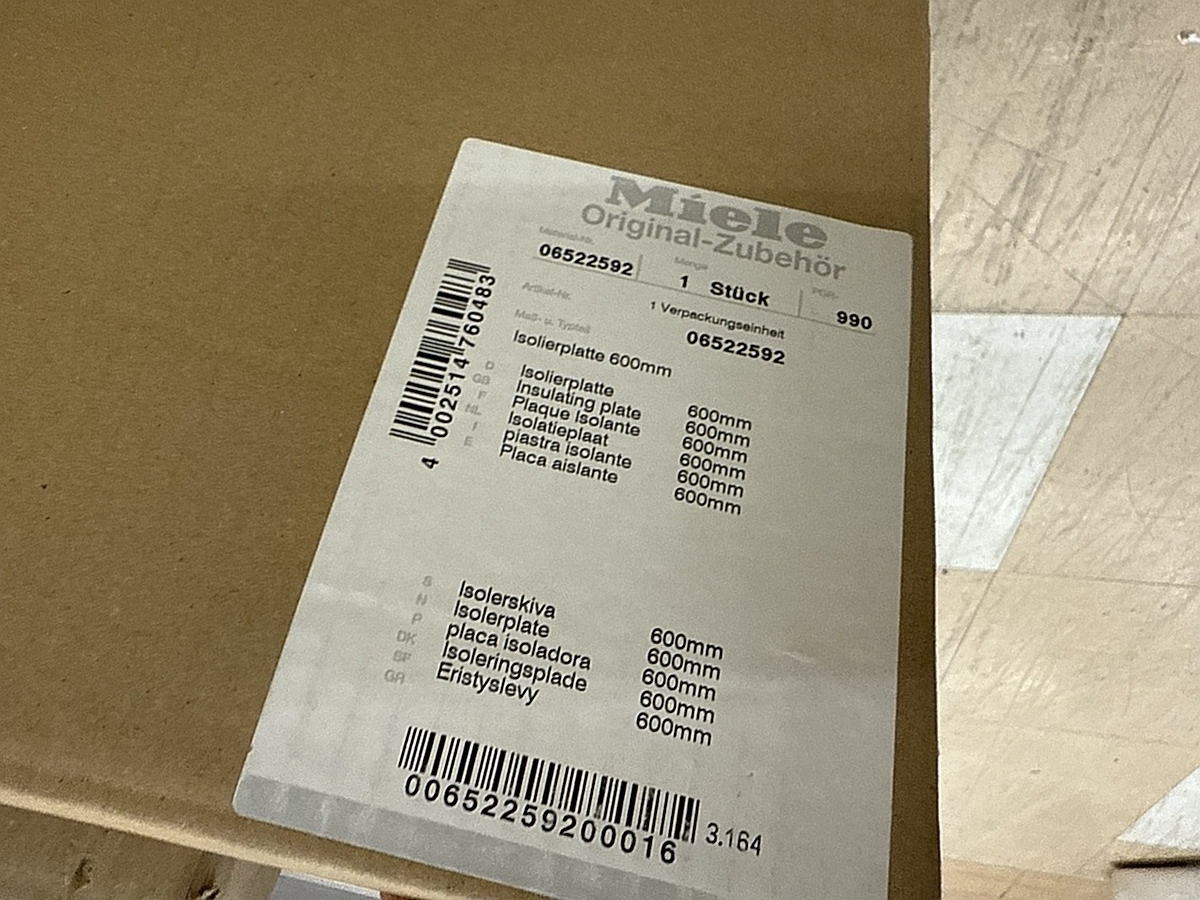 Miele
Original-Zubehör
Material-Nr. Menge PGR-
06522592 1 Stück 990
Artikel-Nr. 1 Verpackungseinheit
06522592
Maß- u. Typteil
Isolierplatte 600mm
D Isolierplatte 600mm
GB Insulating plate 600mm
F Plaque Isolante 600mm
NL Isolatieplaat 600mm
I piastra isolante 600mm
E Placa aislante 600mm
S Isolerskiva 600mm
N Isolerplate 600mm
P placa isoladora 600mm
DK Isoleringsplade 600mm
SF Eristyslevy 600mm
GR
4 002514 760483
00652259200016 3.164